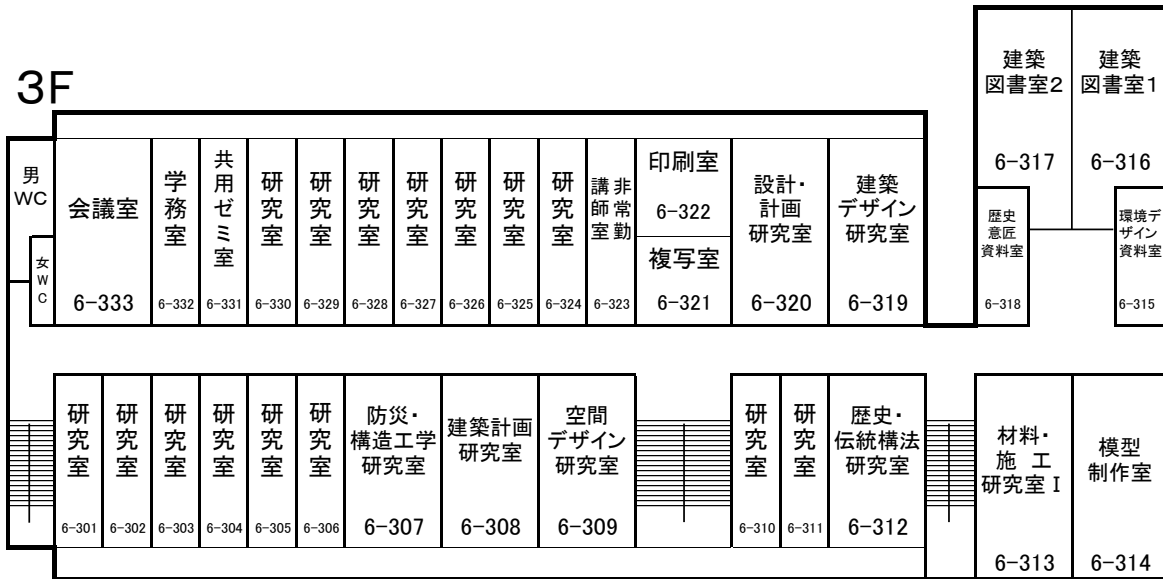 3F
男
WC
女
W
C
会議室
6-333
学
務
室
6-332
共
用
ゼ
ミ
室
6-331
研
究
室
6-330
研
究
室
6-329
研
究
室
6-328
研
究
室
6-327
研
究
室
6-326
研
究
室
6-325
研
究
室
6-324
非常勤
講師室
6-323
印刷室
6-322
複写室
6-321
設計・
計画
研究室
6-320
建築
デザイン
研究室
6-319
建築
図書室2
6-317
建築
図書室1
6-316
歴史
意匠
資料室
6-318
環境デ
ザイン
資料室
6-315
研
究
室
6-301
研
究
室
6-302
研
究
室
6-303
研
究
室
6-304
研
究
室
6-305
研
究
室
6-306
防災・
構造工学
研究室
6-307
建築計画
研究室
6-308
空間
デザイン
研究室
6-309
研
究
室
6-310
研
究
室
6-311
歴史・
伝統構法
研究室
6-312
材料・
施 工
研究室Ⅰ
6-313
模型
制作室
6-314